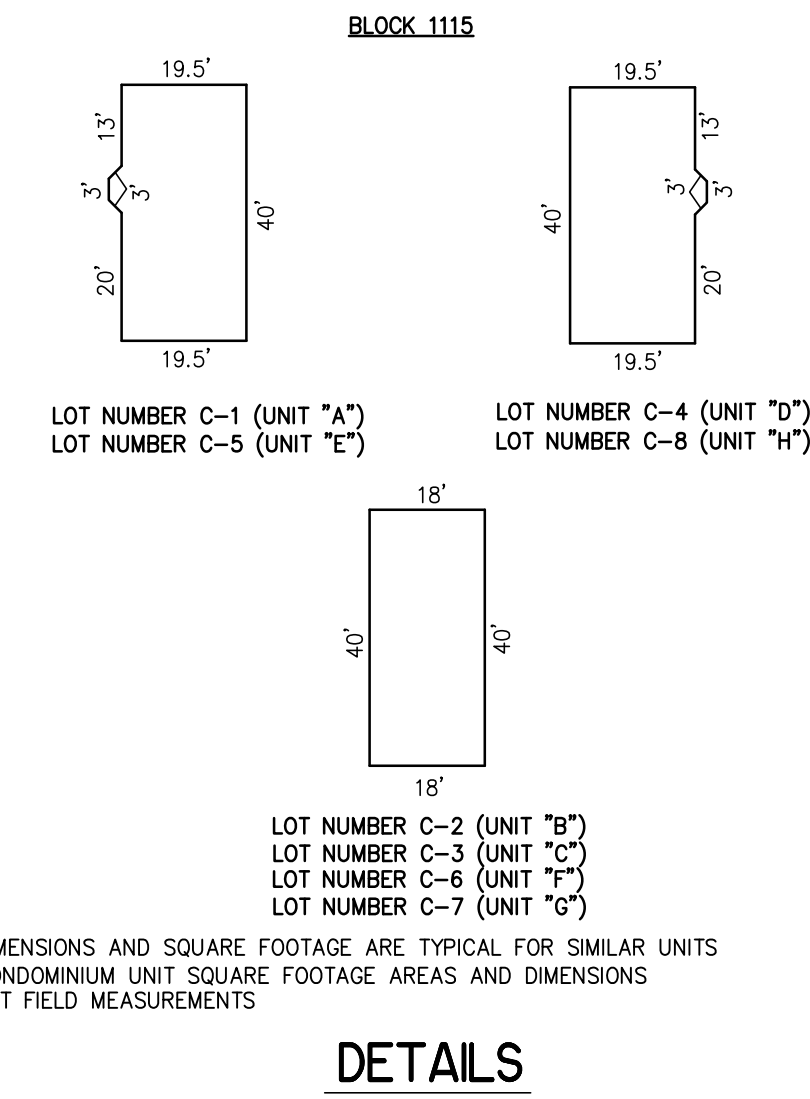 BLOCK 1115
19.5'
13'
3'
3'
20'
40'
19.5'
LOT NUMBER C-1 (UNIT "A")
LOT NUMBER C-5 (UNIT "E")
19.5'
13'
3'
3'
40'
20'
19.5'
LOT NUMBER C-4 (UNIT "D")
LOT NUMBER C-8 (UNIT "H")
18'
40'
40'
18'
LOT NUMBER C-2 (UNIT "B")
LOT NUMBER C-3 (UNIT "C")
LOT NUMBER C-6 (UNIT "F")
LOT NUMBER C-7 (UNIT "G")
MENSIONS AND SQUARE FOOTAGE ARE TYPICAL FOR SIMILAR UNITS
ONDOMINIUM UNIT SQUARE FOOTAGE AREAS AND DIMENSIONS
T FIELD MEASUREMENTS
DETAILS